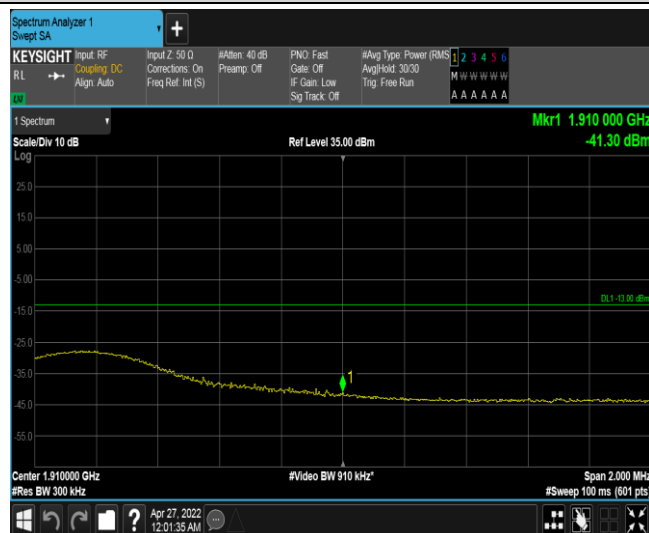 Spectrum Analyzer 1
Swept SA
KEYSIGHT Input: RF Input Z: 50 Ω #Atten: 40 dB PNO: Fast #Avg Type: Power (RMS 1 2 3 4 5 6
RL Coupling: DC Corrections: On Preamp: Off Gate: Off Avg|Hold: 30/30 M W W W W W
Align: Auto Freq Ref: Int (S) IF Gain: Low Trig: Free Run
Sig Track: Off A A A A A A
1 Spectrum Mkr1 1.910 000 GHz
Scale/Div 10 dB Ref Level 35.00 dBm -41.30 dBm
Log
25.0
15.0
5.00
-5.00
DL1 -13.00 dBm
-15.0
-25.0
-35.0
1
-45.0
-55.0
Center 1.910000 GHz #Video BW 910 kHz* Span 2.000 MHz
#Res BW 300 kHz #Sweep 100 ms (601 pts)
? Apr 27, 2022
12:01:35 AM